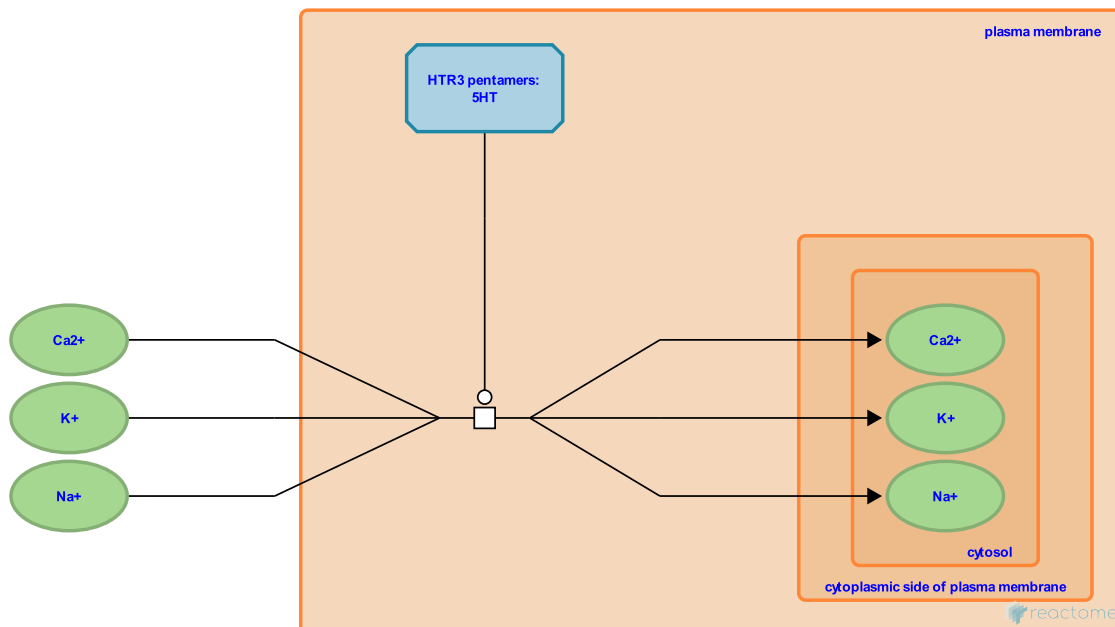 plasma membrane
HTR3 pentamers:
5HT
Ca2+
K+
Na+
Ca2+
K+
Na+
cytosol
cytoplasmic side of plasma membrane
reactome